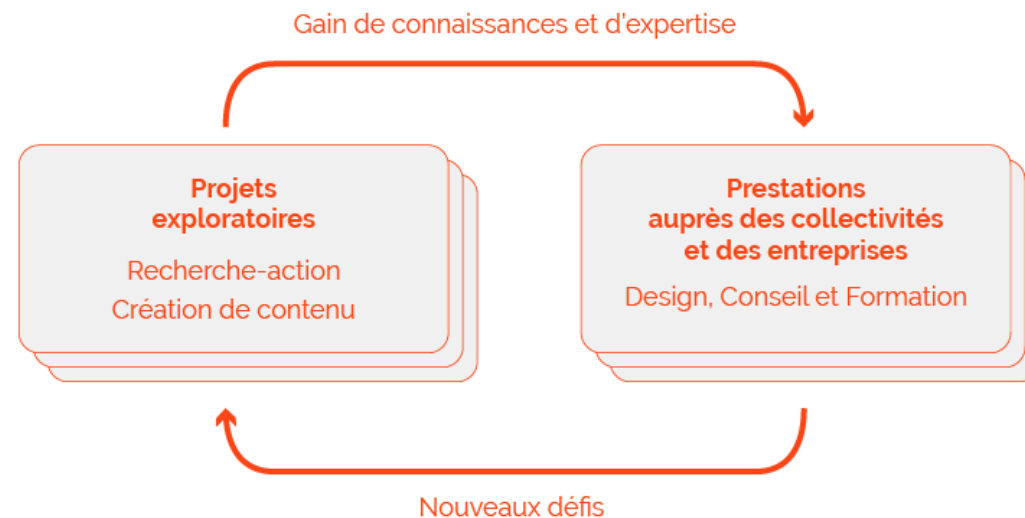 Gain de connaissances et d'expertise
Projets
exploratoires
Recherche-action
Création de contenu
Prestations
auprès des collectivités
et des entreprises
Design, Conseil et Formation
Nouveaux défis